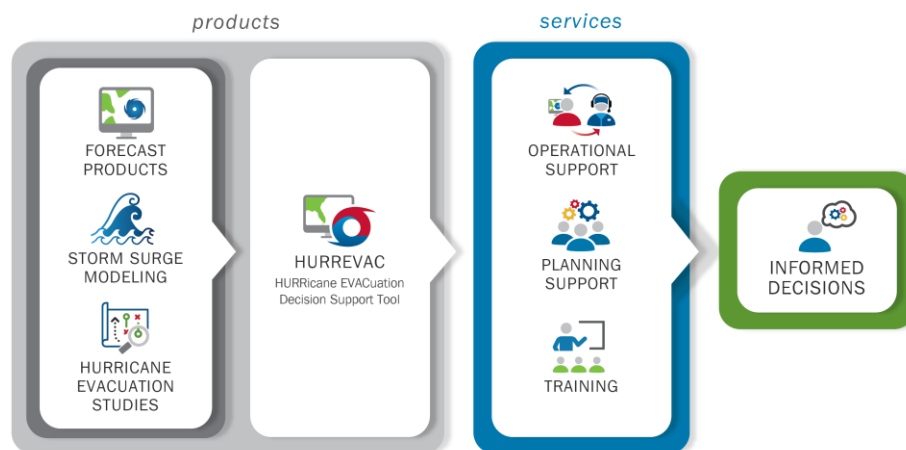 products
FORECAST
PRODUCTS
STORM SURGE
MODELING
HURRICANE
EVACUATION
STUDIES
HURREVAC
HURRicane EVACuation
Decision Support Tool
services
OPERATIONAL
SUPPORT
PLANNING
SUPPORT
TRAINING
INFORMED
DECISIONS